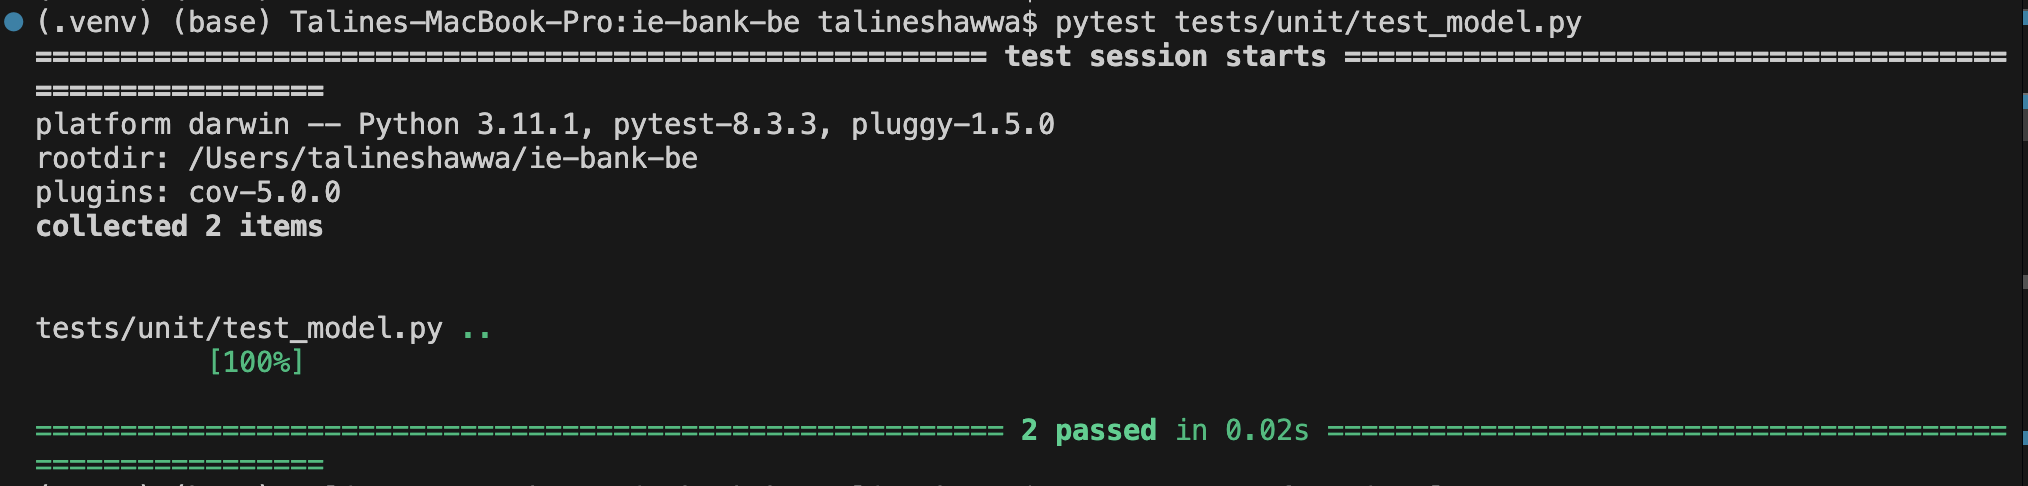 (.venv) (base) Talines-MacBook-Pro:ie-bank-be talineshawwa$ pytest tests/unit/test_model.py
======================================================== test session starts =======================================
=================
platform darwin -- Python 3.11.1, pytest-8.3.3, pluggy-1.5.0
rootdir: /Users/talineshawwa/ie-bank-be
plugins: cov-5.0.0
collected 2 items
tests/unit/test_model.py ..
[100%]
========================================================= 2 passed in 0.02s ========================================
=================